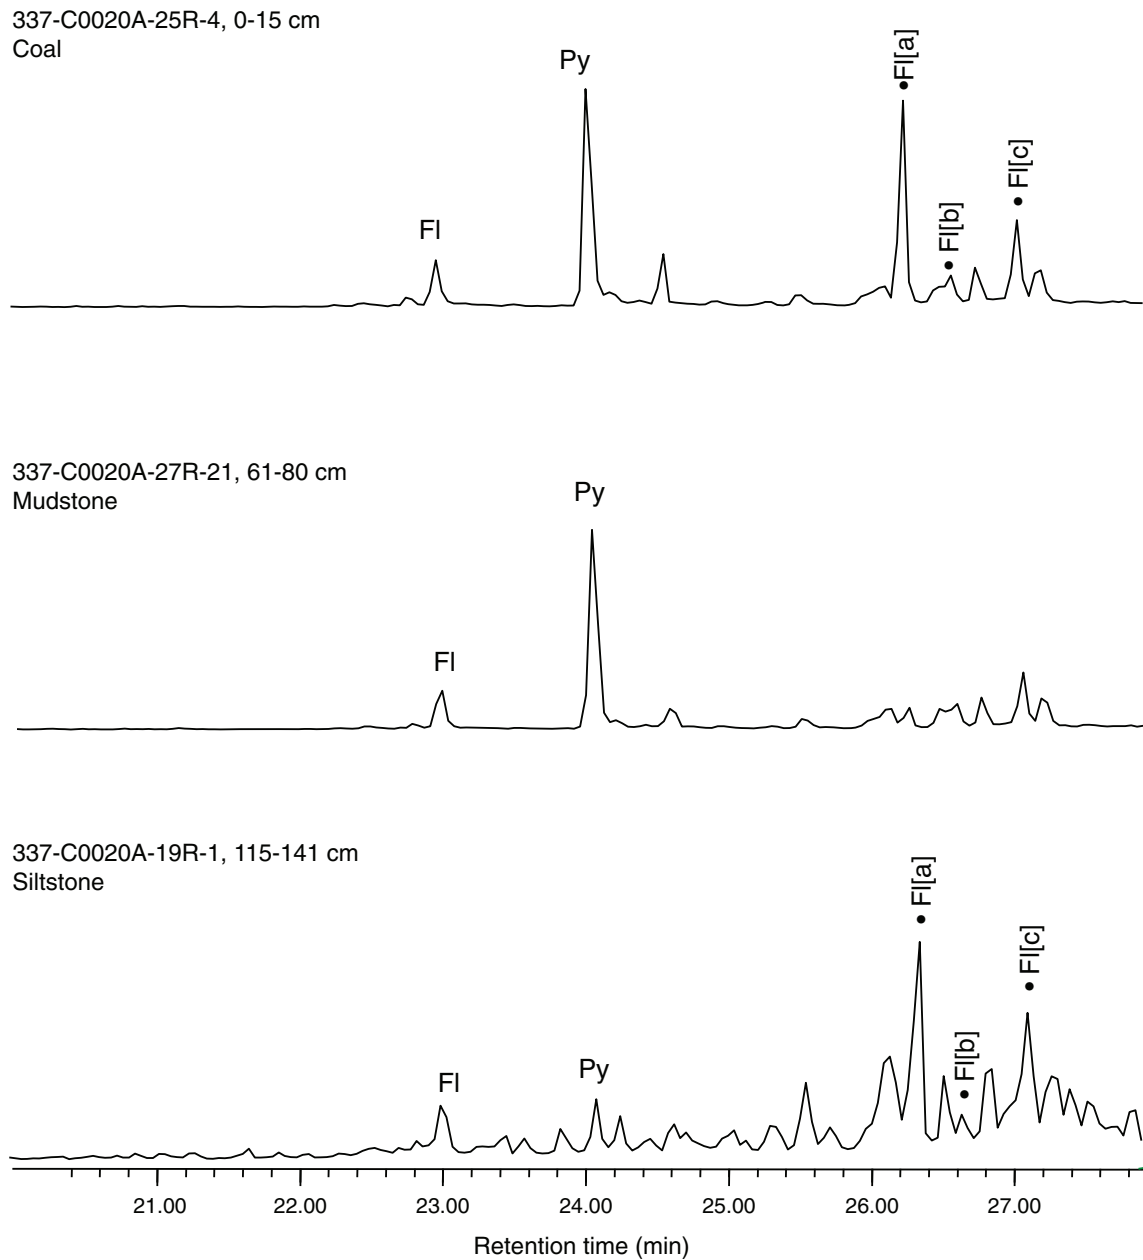 337-C0020A-25R-4, 0-15 cm
Coal
Fl
Py
•Fl[a]
• Fl[b]
• Fl[c]
337-C0020A-27R-21, 61-80 cm
Mudstone
Fl
Py
337-C0020A-19R-1, 115-141 cm
Siltstone
Fl
Py
• Fl[a]
• Fl[b]
• Fl[c]
21.00 22.00 23.00 24.00 25.00 26.00 27.00
Retention time (min)